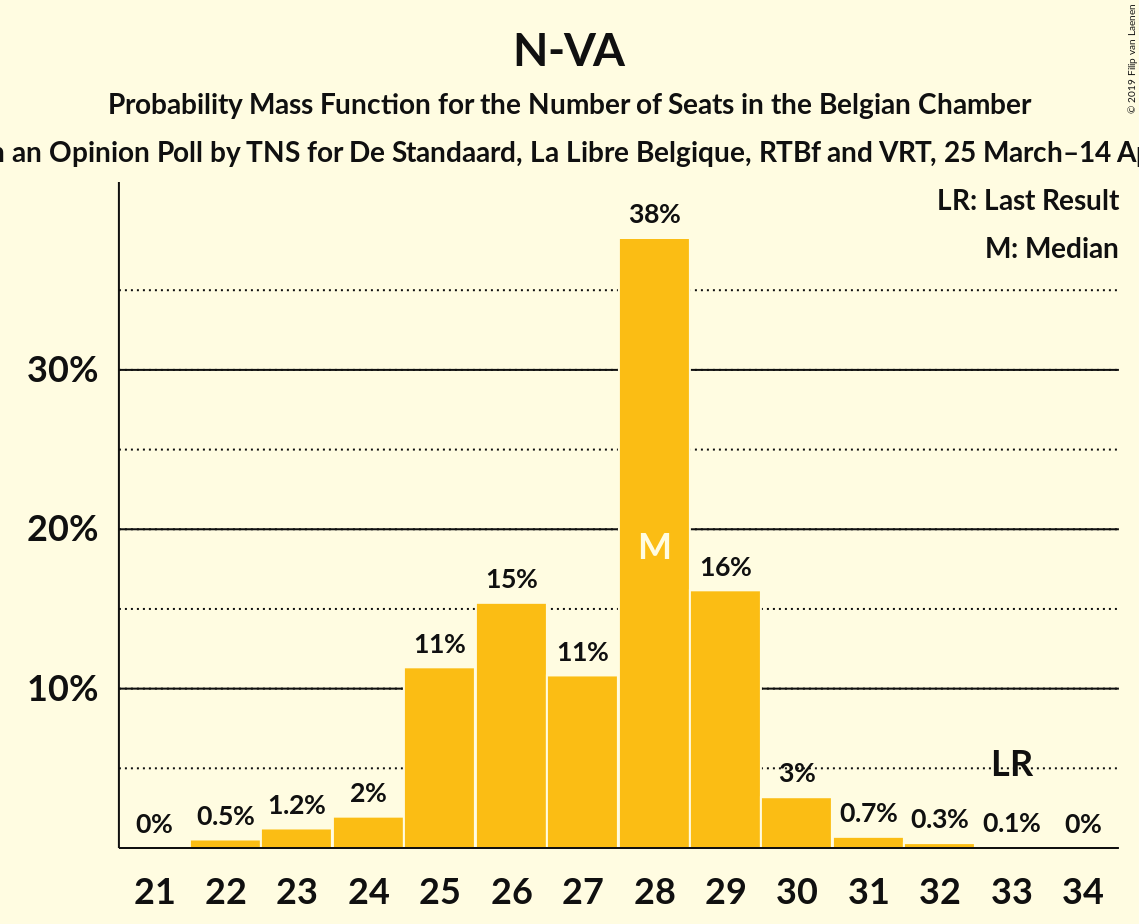 N-VA
Probability Mass Function for the Number of Seats in the Belgian Chamber
an Opinion Poll by TNS for De Standaard, La Libre Belgique, RTBf and VRT, 25 March–14
© 2019 Filip van Laenen
LR: Last Result
M: Median
38%
30%
20%
10%
M
0%
0.5%
1.2%
2%
11%
15%
11%
16%
3%
0.7%
0.3%
LR
0.1%
0%
21 22 23 24 25 26 27 28 29 30 31 32 33 34